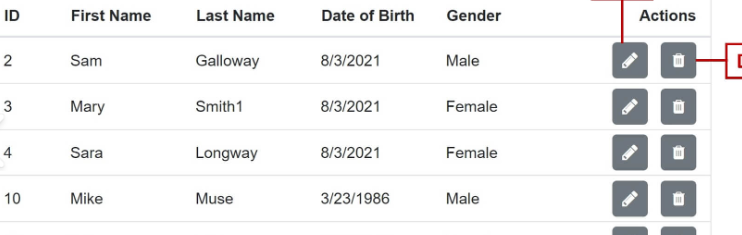 ID First Name Last Name Date of Birth Gender Actions
2 Sam Galloway 8/3/2021 Male
3 Mary Smith1 8/3/2021 Female
4 Sara Longway 8/3/2021 Female
10 Mike Muse 3/23/1986 Male